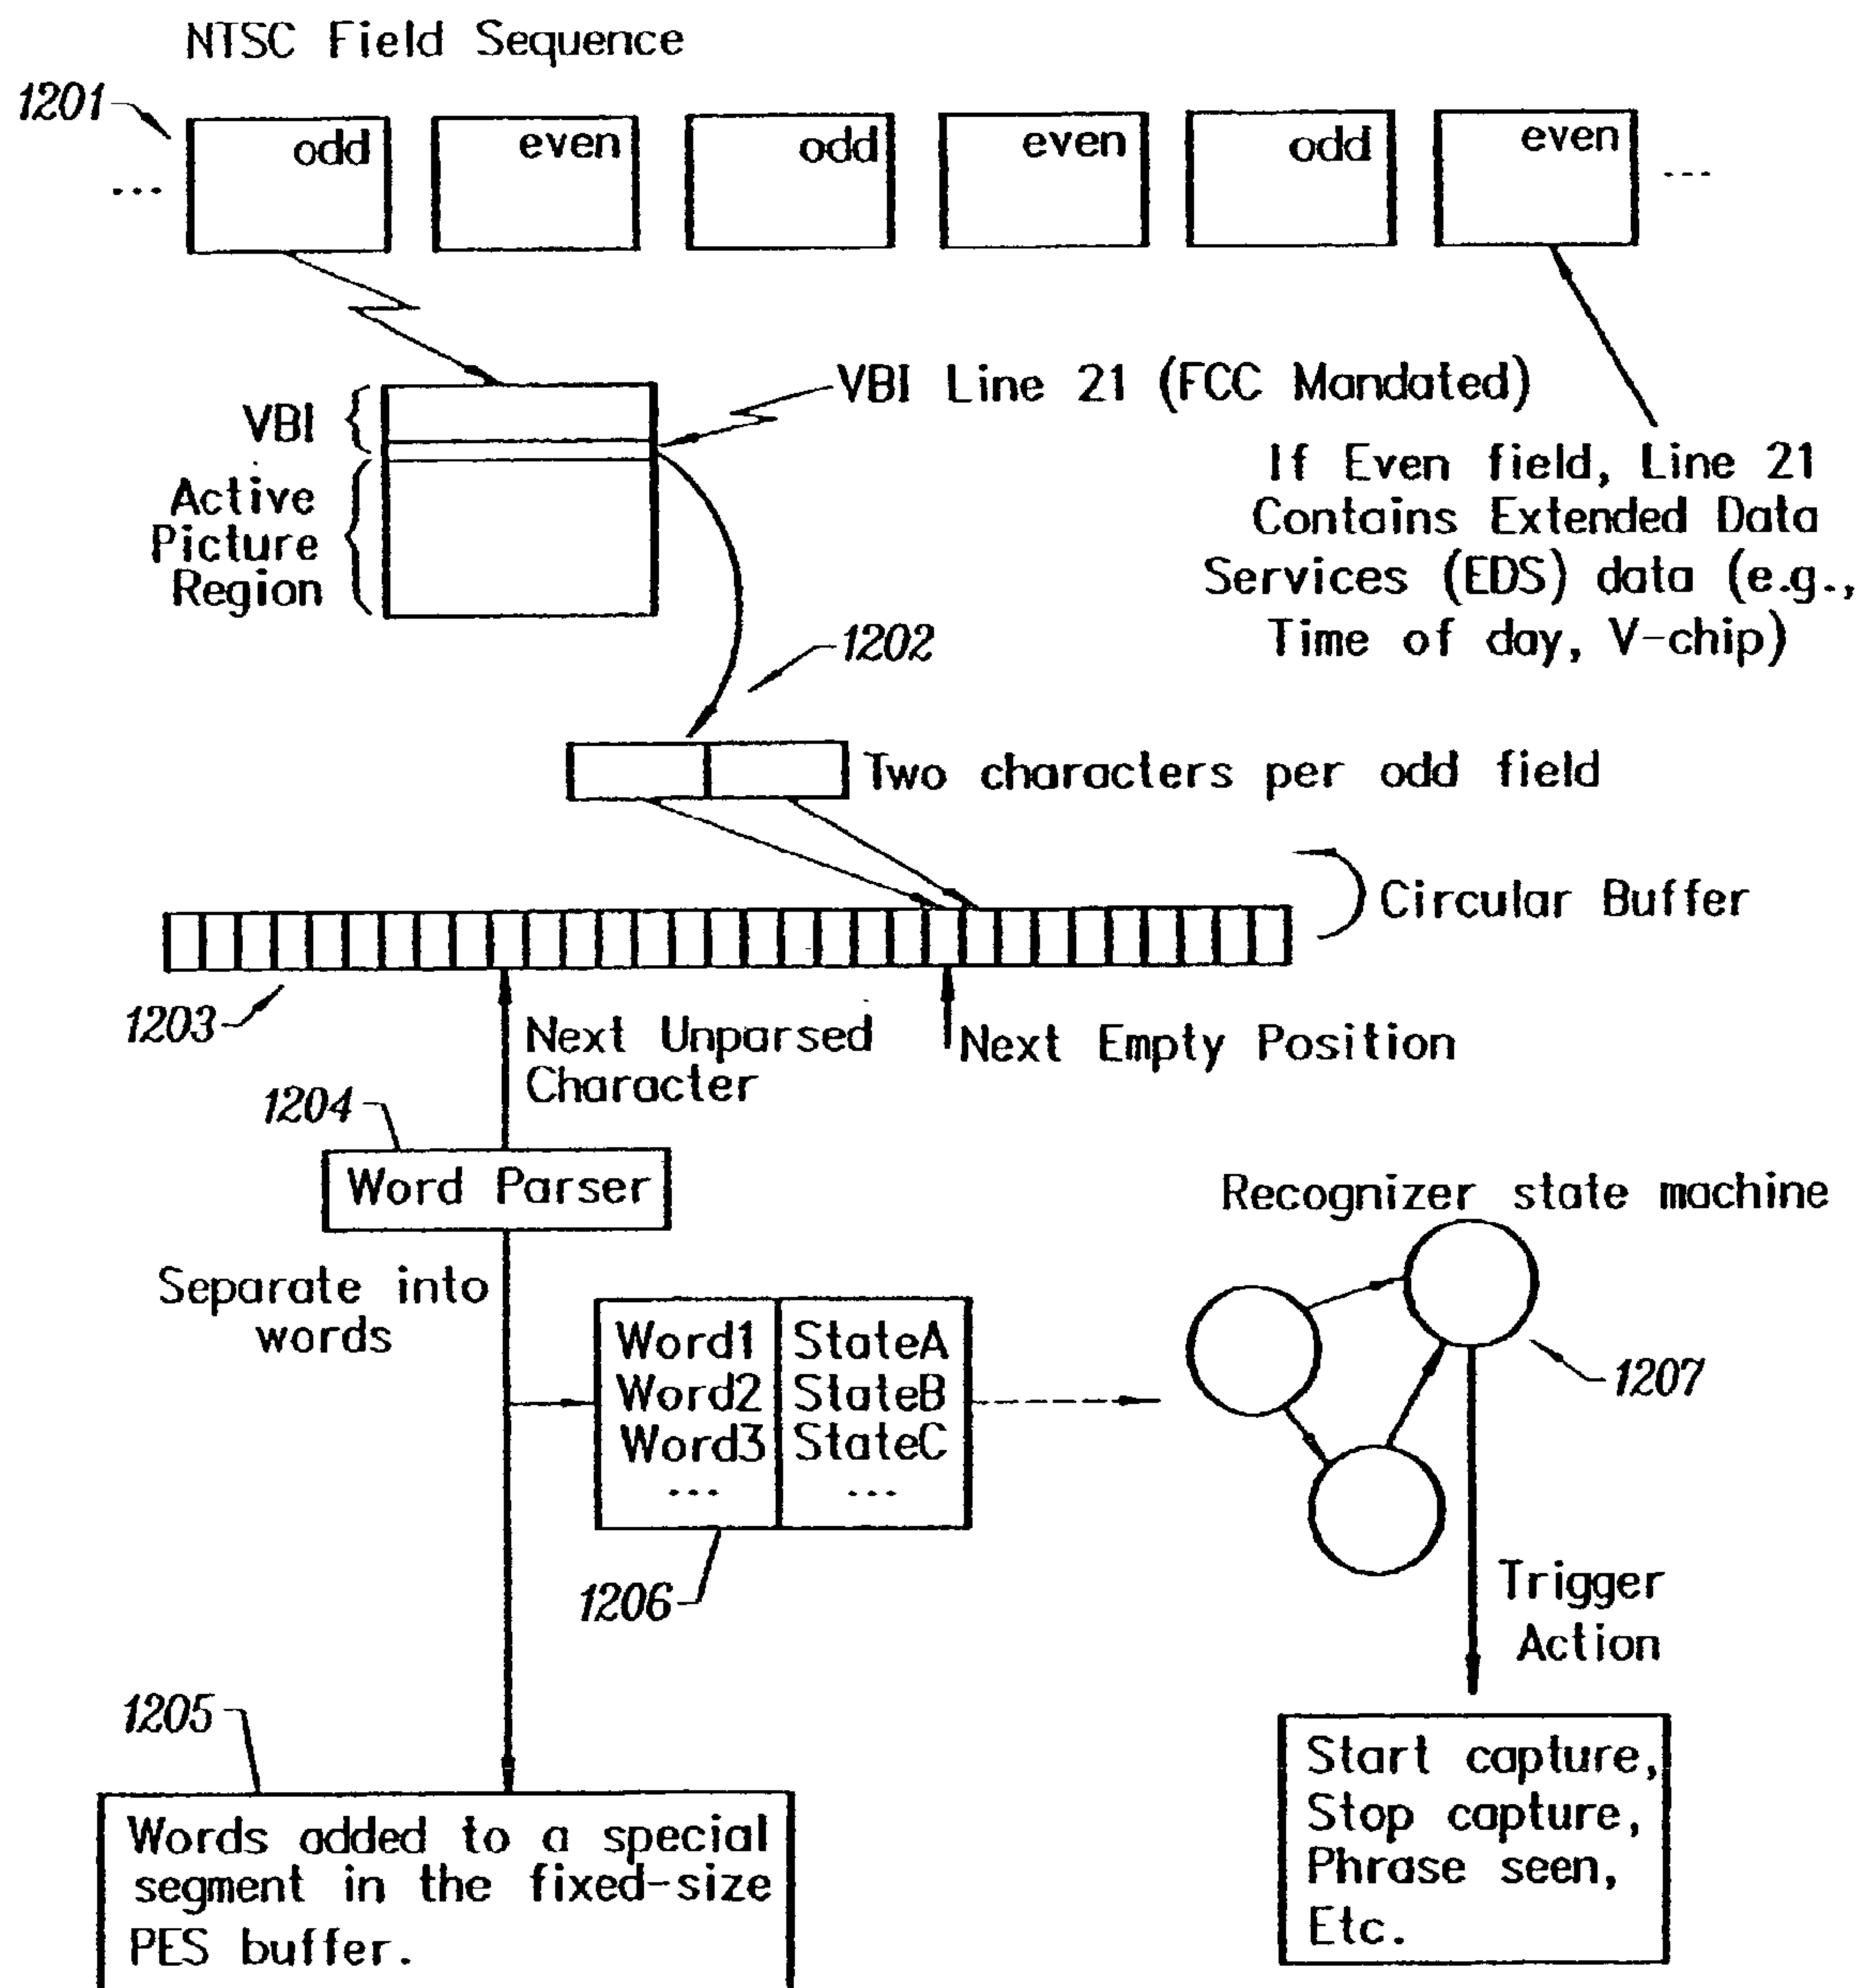 NTSC Field Sequence
1201
odd
even
odd
even
odd
even
...
...
VBI
VBI Line 21 (FCC Mandated)
Active
Picture
Region
If Even field, Line 21
Contains Extended Data
Services (EDS) data (e.g.,
Time of day, V-chip)
1202
Two characters per odd field
Circular Buffer
1203
Next Unparsed
Character
Next Empty Position
1204
Word Parser
Separate into
words
Word1 StateA
Word2 StateB
Word3 StateC
... ...
1206
Recognizer state machine
1207
Trigger
Action
1205
Words added to a special
segment in the fixed-size
PES buffer.
Start capture,
Stop capture,
Phrase seen,
Etc.